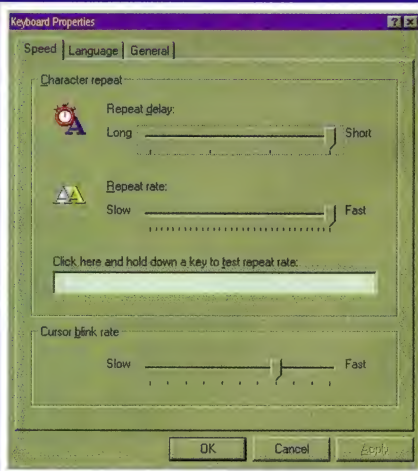 Keyboard Properties
Speed Language General
Character repeat
Repeat delay:
Long Short
Repeat rate:
Slow Fast
Click here and hold down a key to test repeat rate:
Cursor blink rate
Slow Fast
OK Cancel Apply